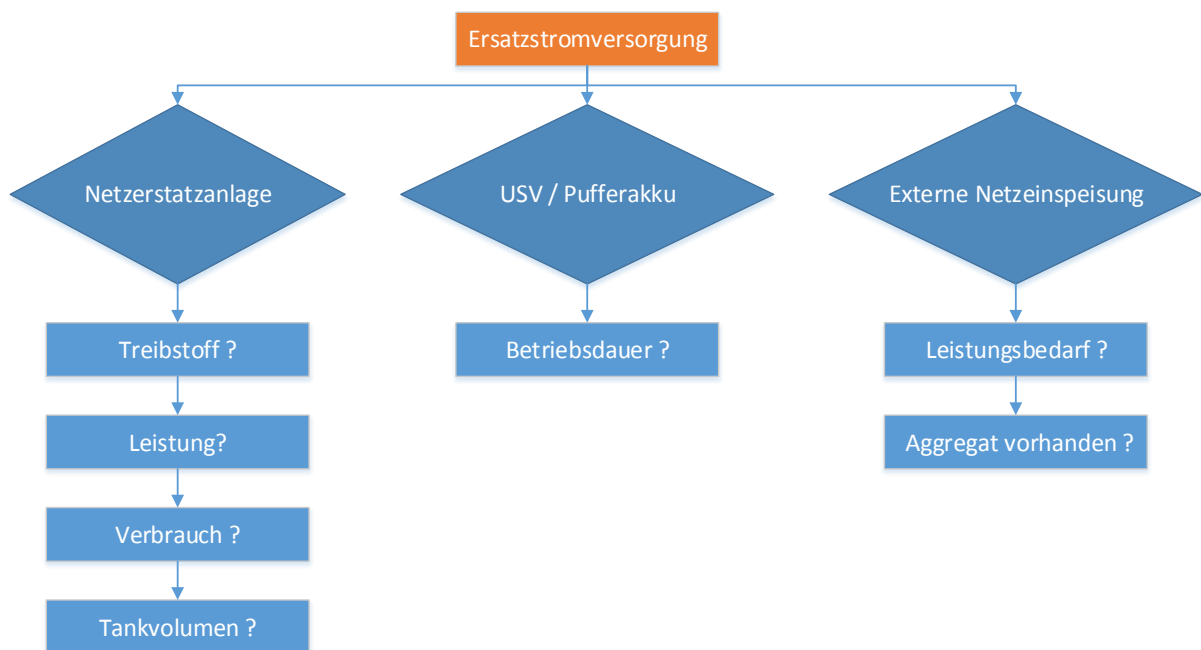 Ersatzstromversorgung
Netzerstatzanlage
USV / Pufferakku
Externe Netzeinspeisung
Treibstoff ?
Betriebsdauer ?
Leistungsbedarf ?
Leistung?
Aggregat vorhanden ?
Verbrauch ?
Tankvolumen ?